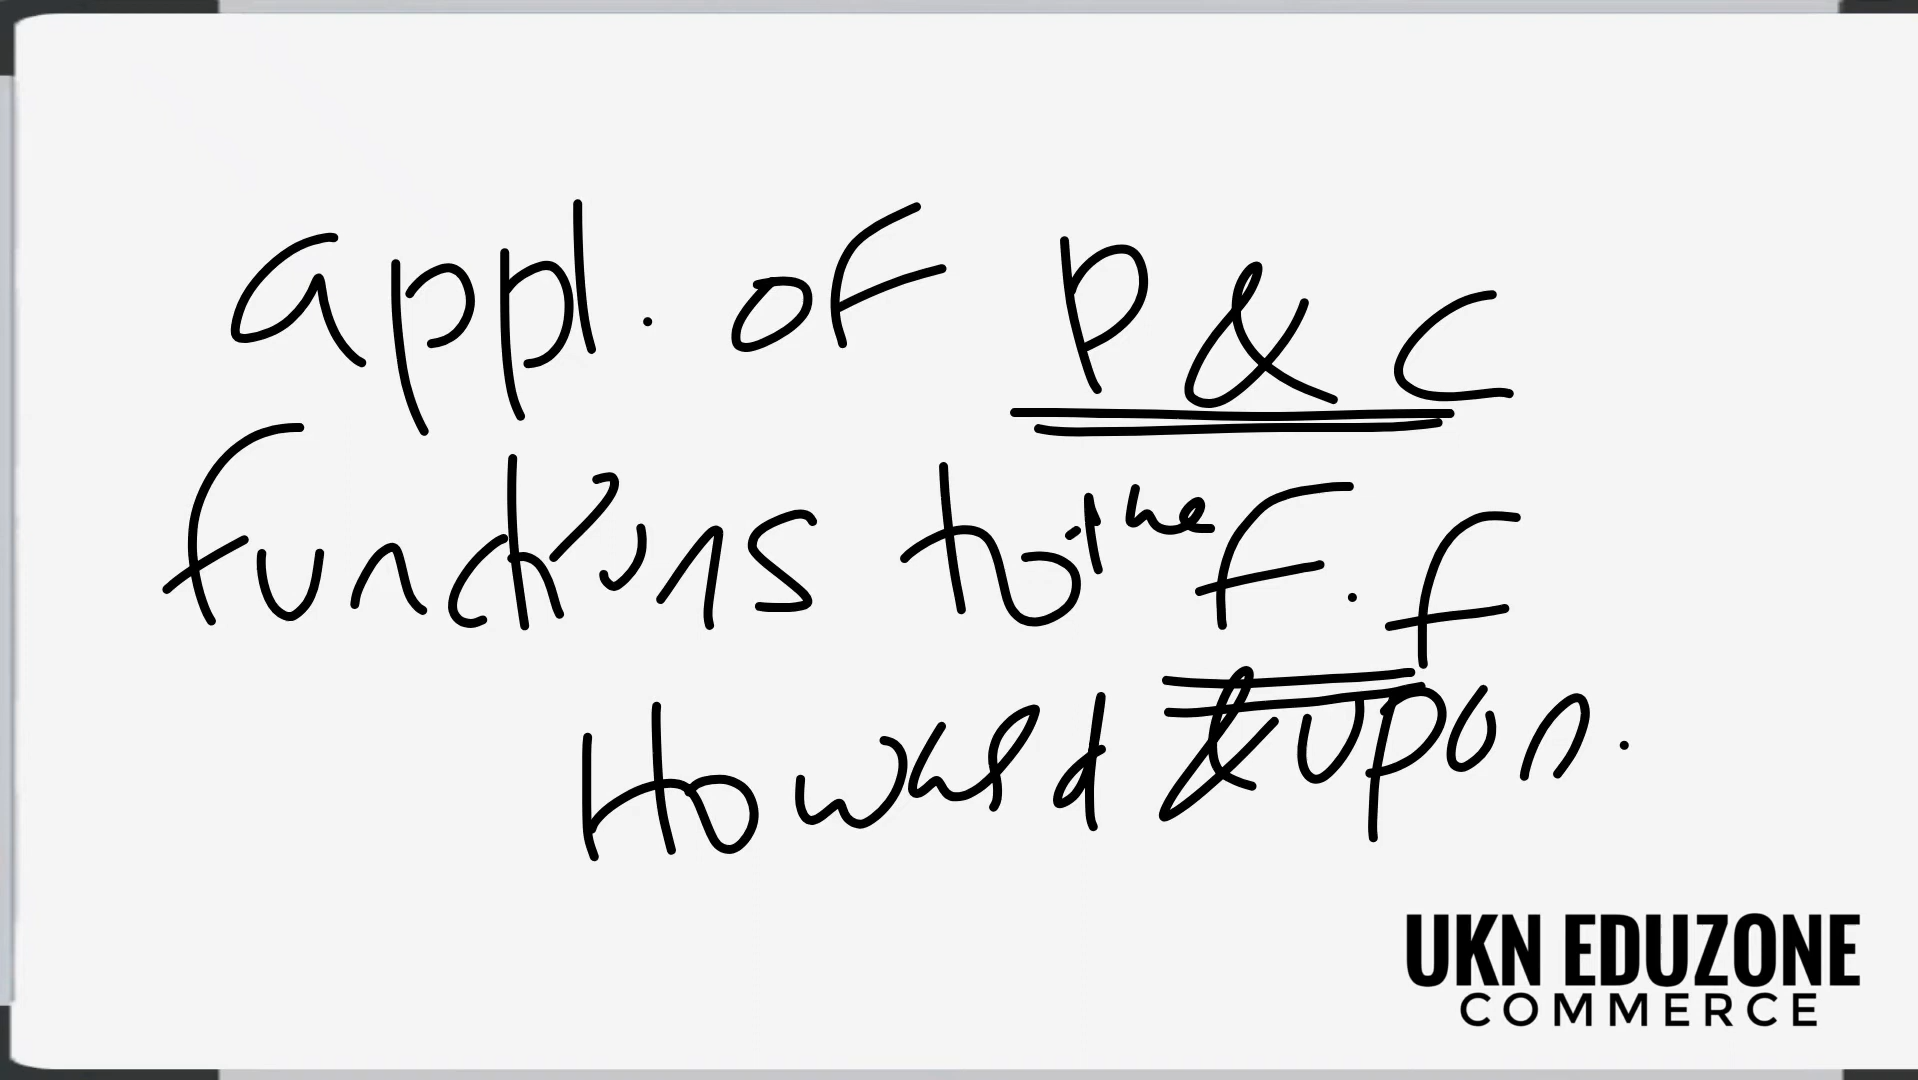 appl. of P & C
functions to the F.f
Howard & upon.
UKN EDUZONE
COMMERCE